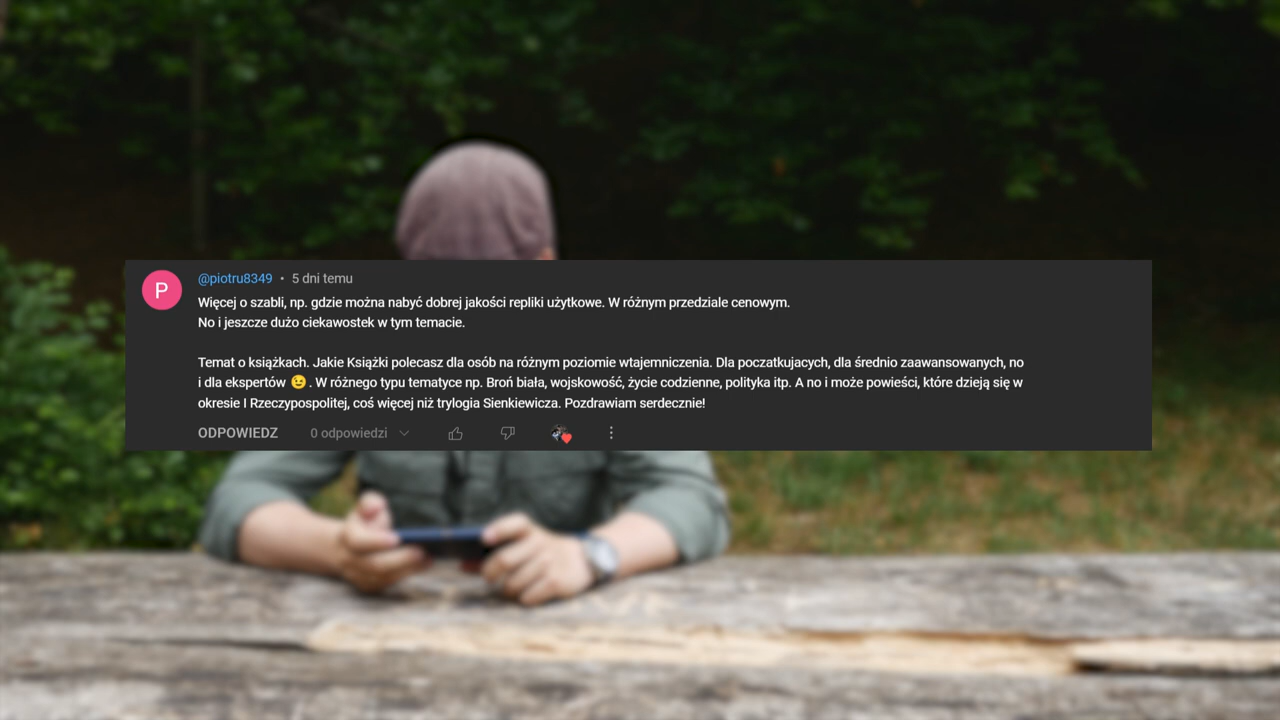 P
@piotru8349 • 5 dni temu
Więcej o szabli, np. gdzie można nabyć dobrej jakości repliki użytkowe. W różnym przedziale cenowym.
No i jeszcze dużo ciekawostek w tym temacie.
Temat o książkach. Jakie Książki polecasz dla osób na różnym poziomie wtajemniczenia. Dla poczatkujacych, dla średnio zaawansowanych, no
i dla ekspertów 😉. W różnego typu tematyce np. Broń biała, wojskowość, życie codzienne, polityka itp. A no i może powieści, które dzieją się w
okresie I Rzeczypospolitej, coś więcej niż trylogia Sienkiewicza. Pozdrawiam serdecznie!
ODPOWIEDZ 0 odpowiedzi